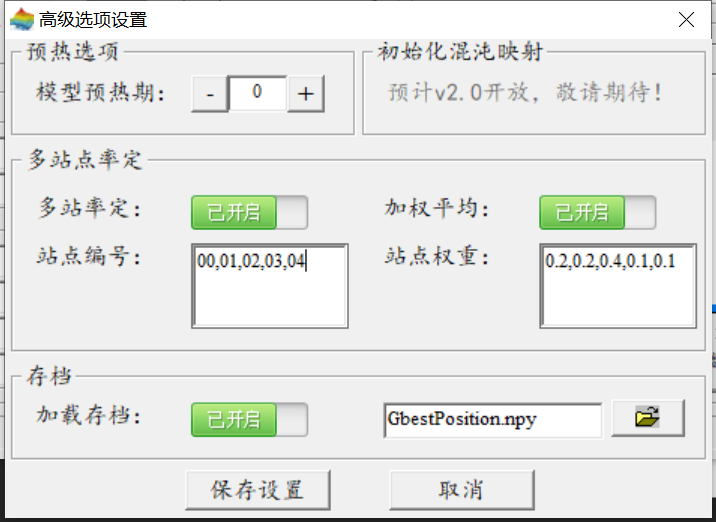 高级选项设置
预热选项
模型预热期： - 0 +
初始化混沌映射
预计v2.0开放，敬请期待！
多站点率定
多站率定： 已开启
加权平均： 已开启
站点编号： 00,01,02,03,04
站点权重： 0.2,0.2,0.4,0.1,0.1
存档
加载存档： 已开启 GbestPosition.npy
保存设置 取消